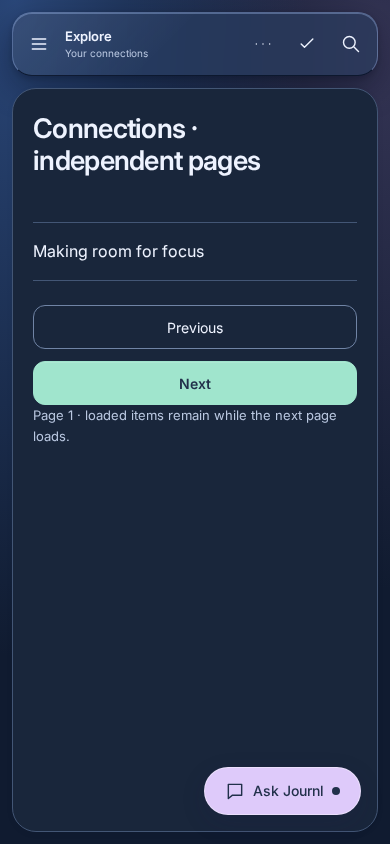 Explore
Your connections
...
Connections ·
independent pages
Making room for focus
Previous
Next
Page 1 · loaded items remain while the next page
loads.
Ask Journl